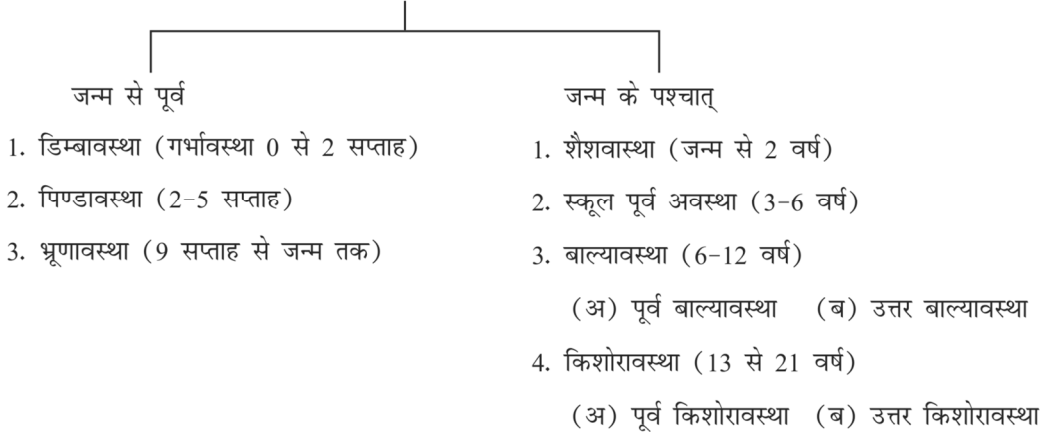 जन्म से पूर्व
1. डिम्बावस्था (गर्भावस्था 0 से 2 सप्ताह)
2. पिण्डावस्था (2-5 सप्ताह)
3. भ्रूणावस्था (9 सप्ताह से जन्म तक)
जन्म के पश्चात्
1. शैशवास्था (जन्म से 2 वर्ष)
2. स्कूल पूर्व अवस्था (3-6 वर्ष)
3. बाल्यावस्था (6-12 वर्ष)
(अ) पूर्व बाल्यावस्था (ब) उत्तर बाल्यावस्था
4. किशोरावस्था (13 से 21 वर्ष)
(अ) पूर्व किशोरावस्था (ब) उत्तर किशोरावस्था